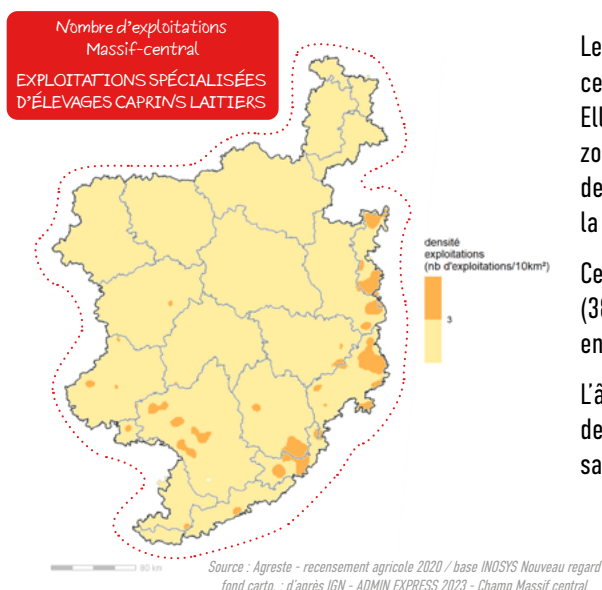 Nombre d'exploitations
Massif-central
EXPLOITATIONS SPÉCIALISÉES
D'ÉLEVAGES CAPRINS LAITIERS
densité
exploitations
(nb d'exploitations/10km²)
3
80 km
Source : Agreste - recensement agricole 2020 / base INOSYS Nouveau regard
fond carto. : d'après IGN - ADMIN EXPRESS 2023 - Champ Massif central
Le
ce
Ell
zo
de
la
Ce
(38
en
L'â
de
sa